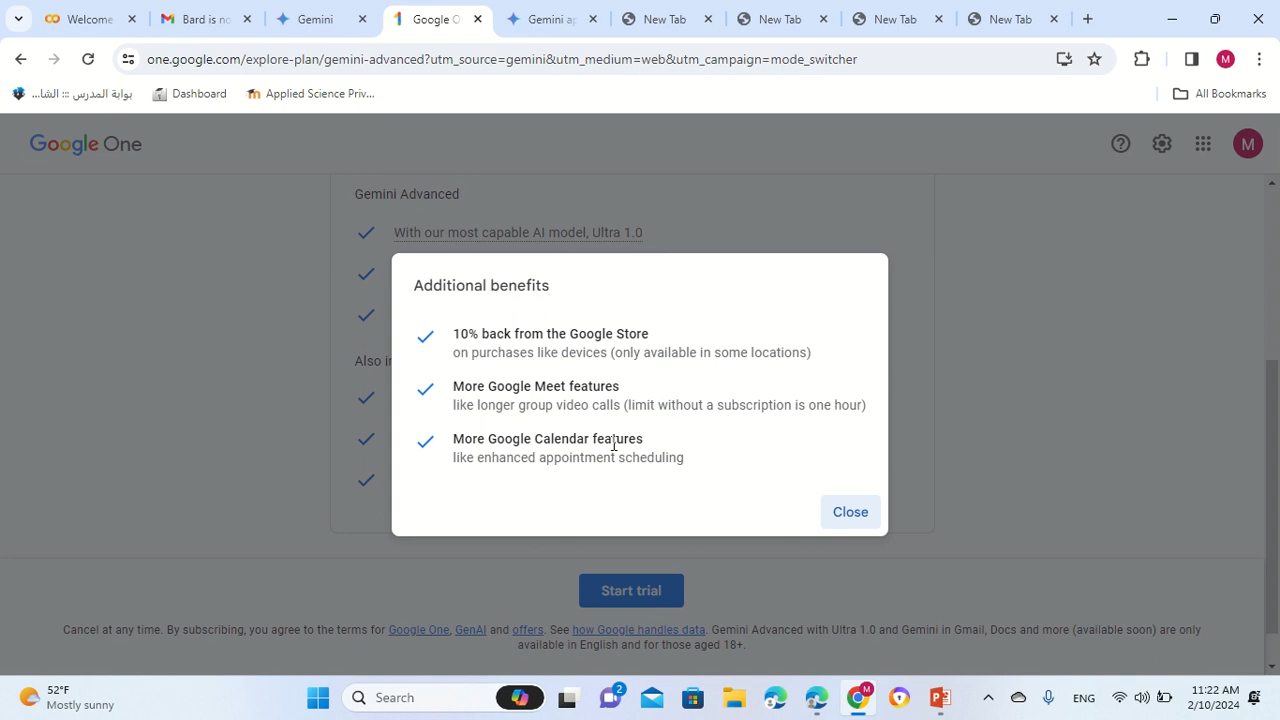 Welcome
Bard is no
Gemini
Google O
Gemini ap
New Tab
New Tab
New Tab
New Tab
one.google.com/explore-plan/gemini-advanced?utm_source=gemini&utm_medium=web&utm_campaign=mode_switcher
M
بوابة المدرس ::: الشا...
Dashboard
Applied Science Priv...
All Bookmarks
Google One
M
Gemini Advanced
With our most capable AI model, Ultra 1.0
Additional benefits
10% back from the Google Store
on purchases like devices (only available in some locations)
Also i
More Google Meet features
like longer group video calls (limit without a subscription is one hour)
More Google Calendar features
like enhanced appointment scheduling
Close
Start trial
Cancel at any time. By subscribing, you agree to the terms for Google One, GenAI and offers. See how Google handles data. Gemini Advanced with Ultra 1.0 and Gemini in Gmail, Docs and more (available soon) are only
available in English and for those aged 18+.
52°F
Mostly sunny
Search
2
M
ENG
11:22 AM
2/10/2024